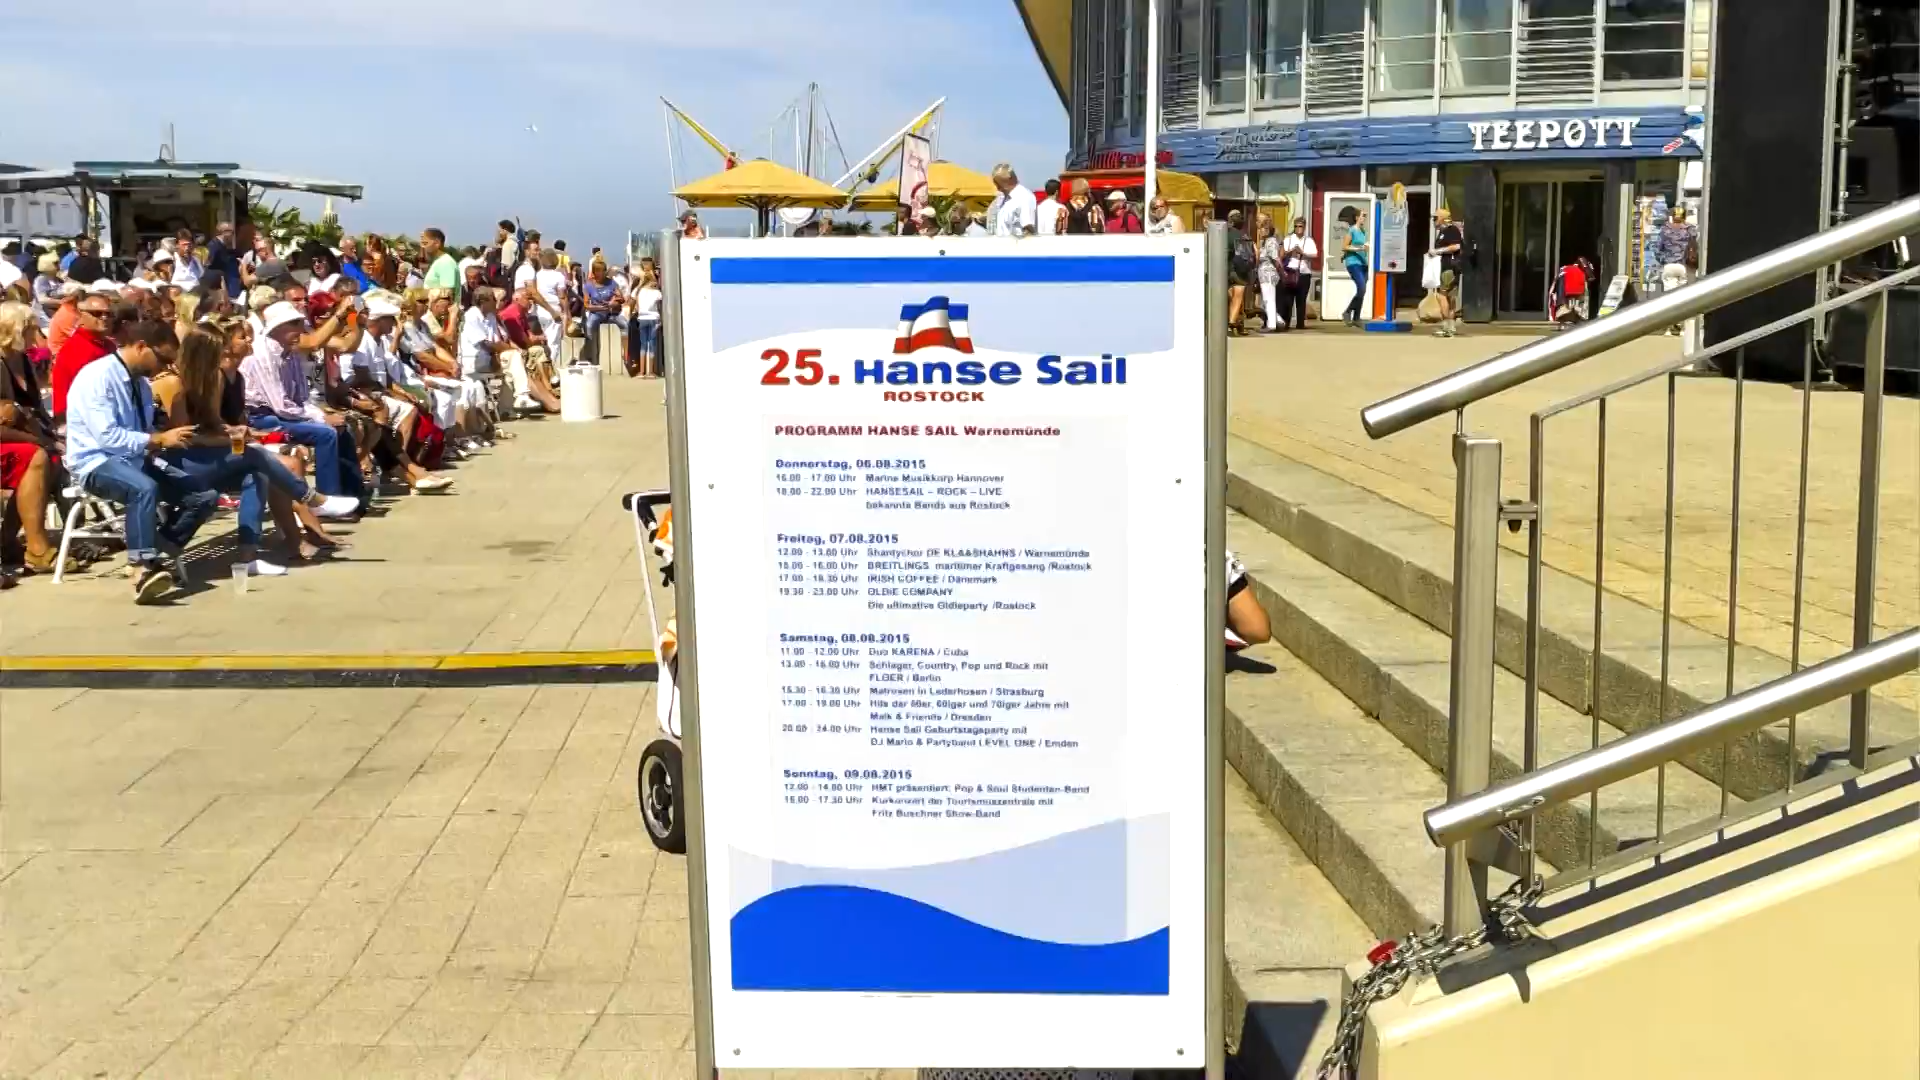 TEEPOTT
25. Hanse Sail
ROSTOCK
PROGRAMM HANSE SAIL Warnemünde
Donnerstag, 06.08.2015
16.00 - 17.00 Uhr Marine Musikkorp Hannover
18.00 - 22.00 Uhr HANSESAIL – ROCK – LIVE
bekannte Bands aus Rostock
Freitag, 07.08.2015
12.00 - 13.00 Uhr Shantychor DE KLAASHAHNS / Warnemünde
15.00 - 16.00 Uhr BREITLINGS maritimer Kraftgesang /Rostock
17.00 - 18.30 Uhr IRISH COFFEE / Dänemark
19.30 - 23.00 Uhr OLDIE COMPANY
Die ultimative Oldieparty /Rostock
Samstag, 08.08.2015
11.00 - 12.00 Uhr Duo KARENA / Cuba
13.00 - 15.00 Uhr Schlager, Country, Pop und Rock mit
FLOER / Berlin
15.30 - 16.30 Uhr Matrosen in Lederhosen / Strasburg
17.00 - 19.00 Uhr Hits der 50er, 60iger und 70iger Jahre mit
Maik & Friends / Dresden
20.00 - 24.00 Uhr Hanse Sail Geburtstagsparty mit
DJ Mario & Partyband LEVEL ONE / Emden
Sonntag, 09.08.2015
12.00 - 14.00 Uhr HMT präsentiert: Pop & Soul Studenten-Band
16.00 - 17.30 Uhr Kurkonzert der Tourismuszentrale mit
Fritz Buschner Show-Band